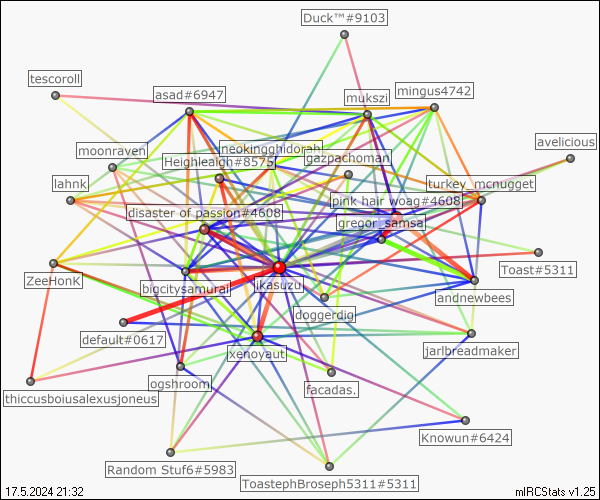 Duck™#9103
tescoroll
asad#6947
mukszi
mingus4742
avelicious
moonraven
neokingghidorah
Heighleigh#8575
gazpachoman
lahnk
turkey_mcnugget
pink hair woag#4608
disaster of passion#4608
gregor_samsa
ZeeHonK
bigcitysamurai
ikasuzu
Toast#5311
andnewbees
doggerdig
default#0617
xenoyaut
jarlbreadmaker
ogshroom
facadas.
thiccusboiusalexusjoneus
Knowun#6424
Random Stuf6#5983
ToastephBroseph5311#5311
17.5.2024 21:32
mIRCStats v1.25